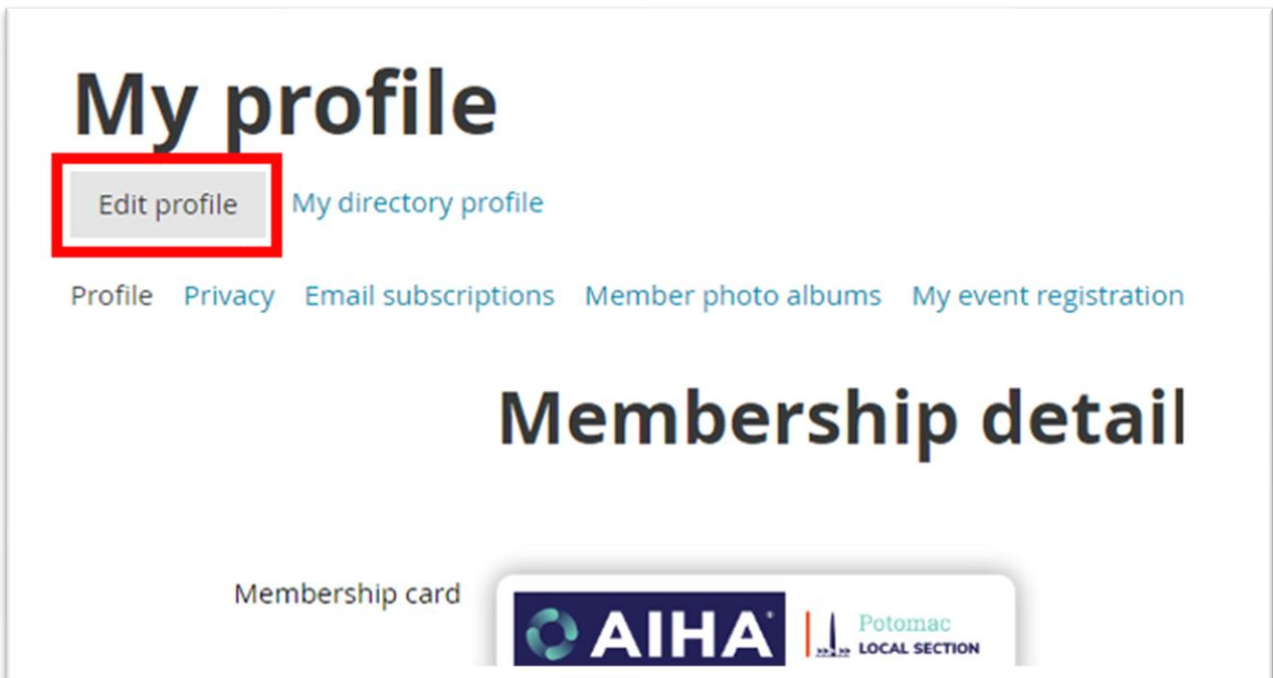 My profile
Edit profile My directory profile
Profile Privacy Email subscriptions Member photo albums My event registration
Membership detail
Membership card
AIHA® Potomac
LOCAL SECTION